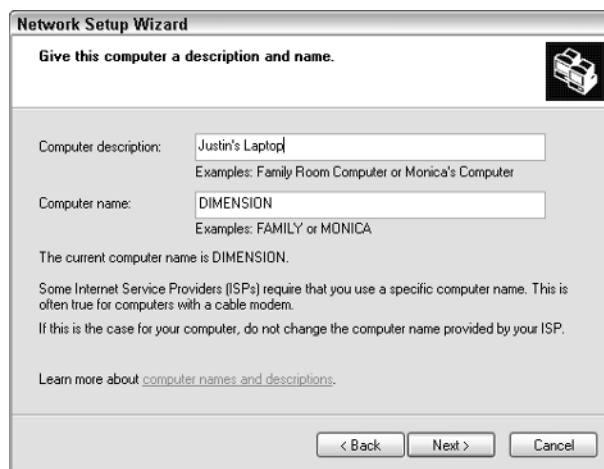 Network Setup Wizard
Give this computer a description and name.
Computer description:
Justin's Laptop
Examples: Family Room Computer or Monica's Computer
Computer name:
DIMENSION
Examples: FAMILY or MONICA
The current computer name is DIMENSION.
Some Internet Service Providers (ISPs) require that you use a specific computer name. This is
often true for computers with a cable modem.
If this is the case for your computer, do not change the computer name provided by your ISP.
Learn more about computer names and descriptions.
< Back
Next >
Cancel